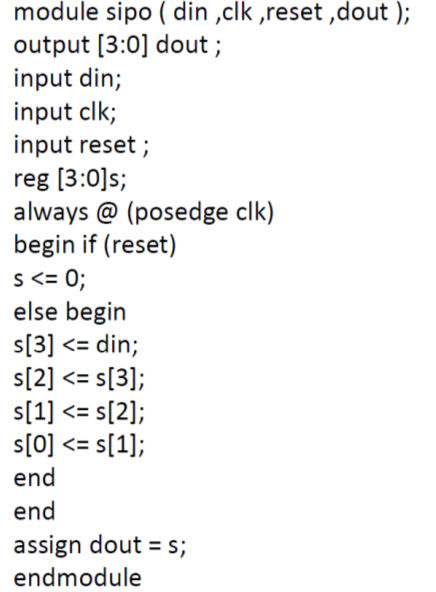 module sipo ( din ,clk ,reset ,dout );
output [3:0] dout ;
input din;
input clk;
input reset ;
reg [3:0]s;
always @ (posedge clk)
begin if (reset)
s <= 0;
else begin
s[3] <= din;
s[2] <= s[3];
s[1] <= s[2];
s[0] <= s[1];
end
end
assign dout = s;
endmodule